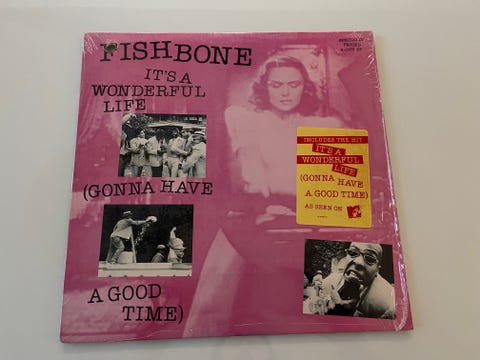 FISHBONE
IT'S A
WONDERFUL
LIFE
(GONNA HAVE
A GOOD
TIME)
INCLUDES THE HIT
IT'S A
WONDERFUL
LIFE
(GONNA HAVE
A GOOD TIME)
AS SEEN ON